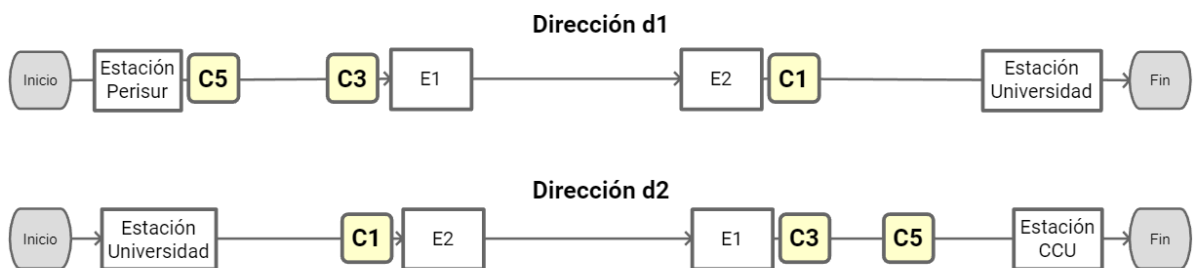 Dirección d1
Inicio
Estación
Perisur
C5
C3
E1
E2
C1
Estación
Universidad
Fin
Dirección d2
Inicio
Estación
Universidad
C1
E2
E1
C3
C5
Estación
CCU
Fin